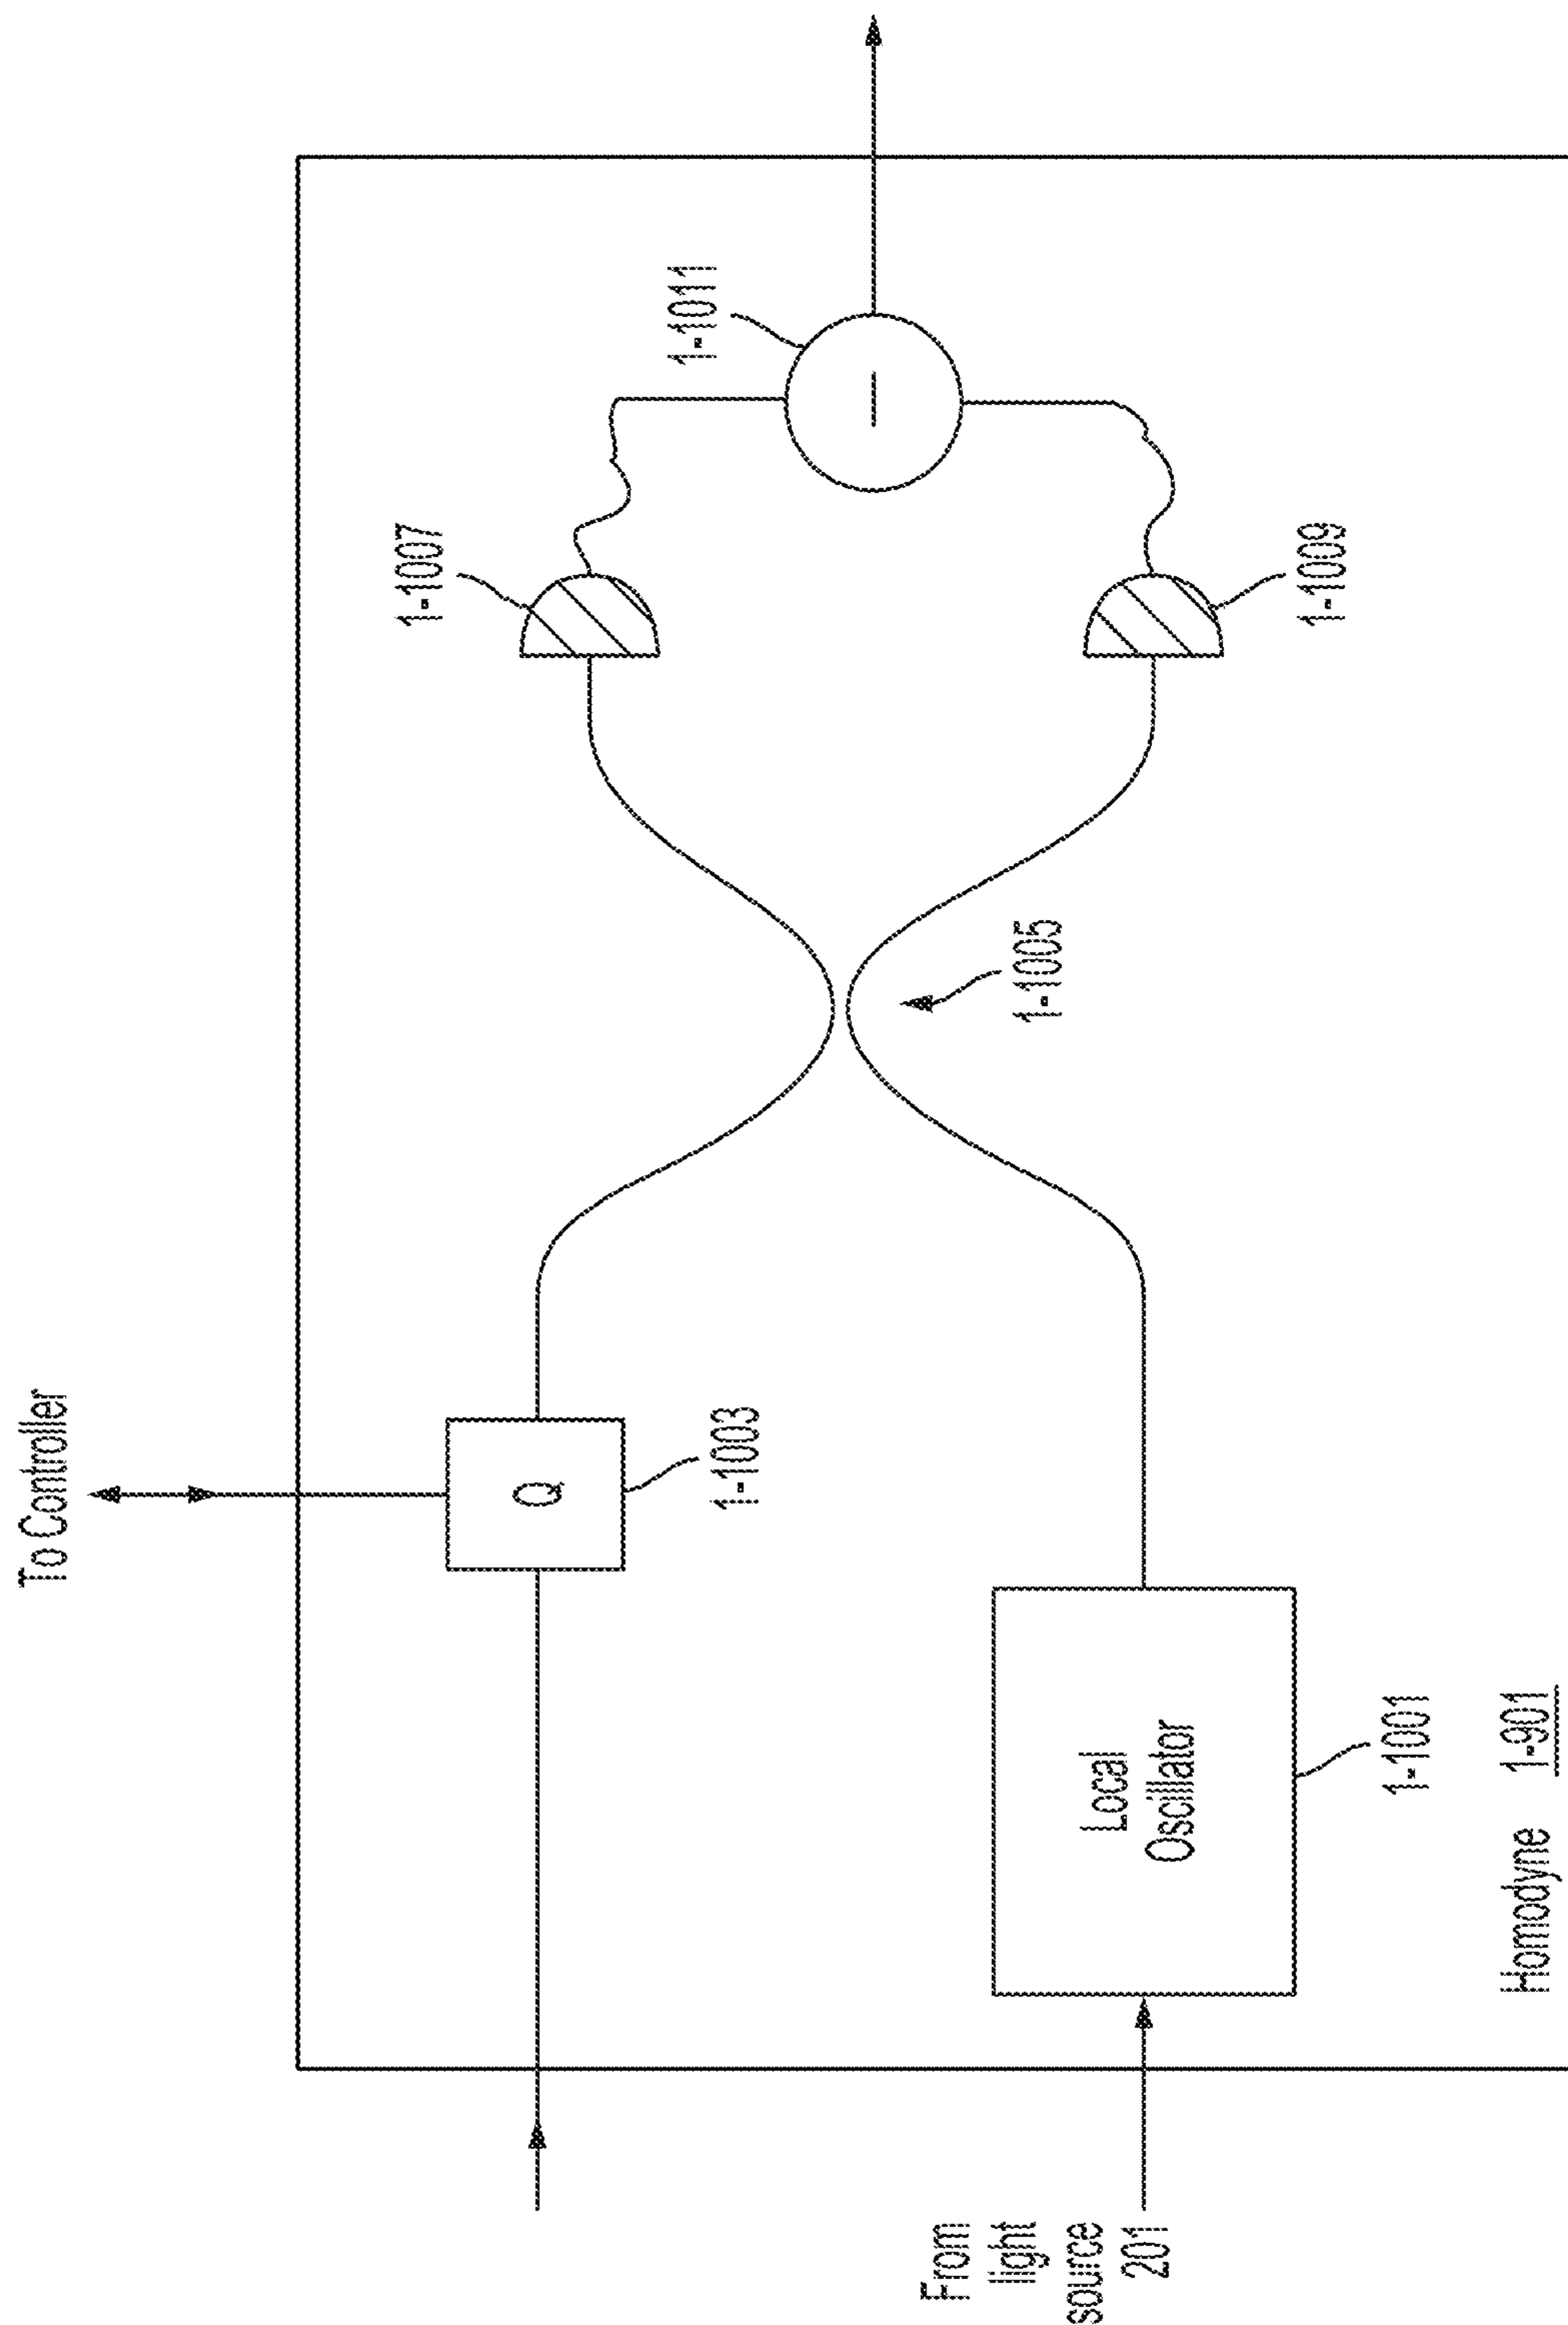 To Controller
1-1007
1-1011
Q
1-1003
1-1005
1-1009
From
light
source
201
Local
Oscillator
1-1001
Homodyne 1-901